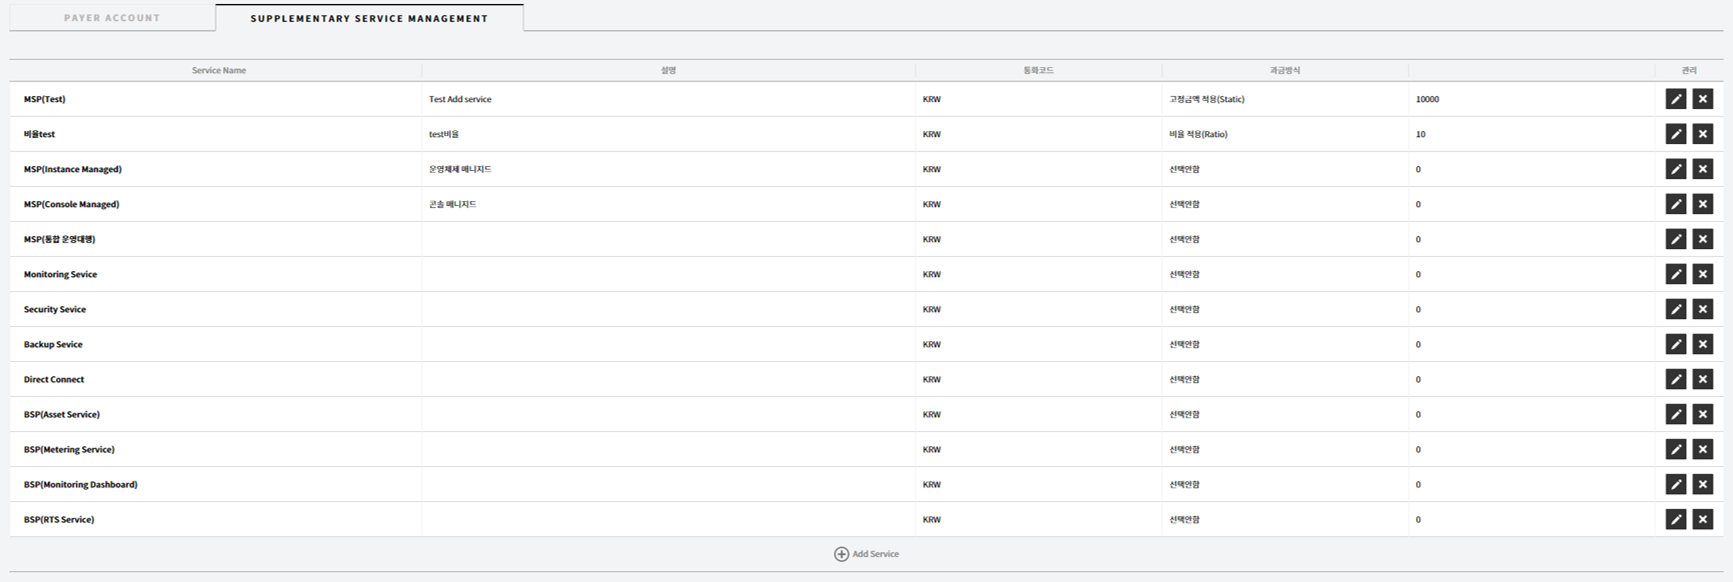 PAYER ACCOUNT SUPPLEMENTARY SERVICE MANAGEMENT
Service Name 설명 통화코드 과금방식 관리
MSP(Test) Test Add service KRW 고정금액 적용(Static) 10000
비율test test비율 KRW 비율 적용(Ratio) 10
MSP(Instance Managed) 운영체제 매니지드 KRW 선택안함 0
MSP(Console Managed) 콘솔 매니지드 KRW 선택안함 0
MSP(통합 운영대행) KRW 선택안함 0
Monitoring Sevice KRW 선택안함 0
Security Sevice KRW 선택안함 0
Backup Sevice KRW 선택안함 0
Direct Connect KRW 선택안함 0
BSP(Asset Service) KRW 선택안함 0
BSP(Metering Service) KRW 선택안함 0
BSP(Monitoring Dashboard) KRW 선택안함 0
BSP(RTS Service) KRW 선택안함 0
Add Service